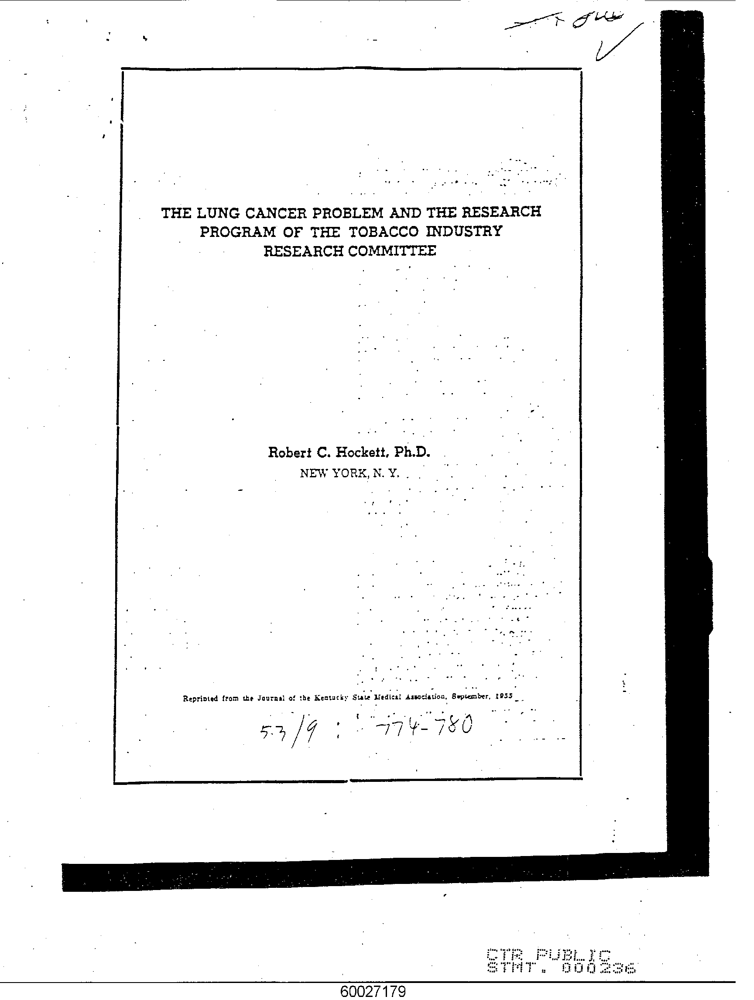 THE LUNG CANCER PROBLEM AND THE RESEARCH
PROGRAM OF THE TOBACCO INDUSTRY
RESEARCH COMMITTEE
Robert C. Hockett, Ph.D.
NEW YORK, N. Y.
Reprinted from the Journal of the Kentucky State Medical Association, September, 1955
53/9 : 774-780
CTR PUBLIC
STMT. 000236
60027179